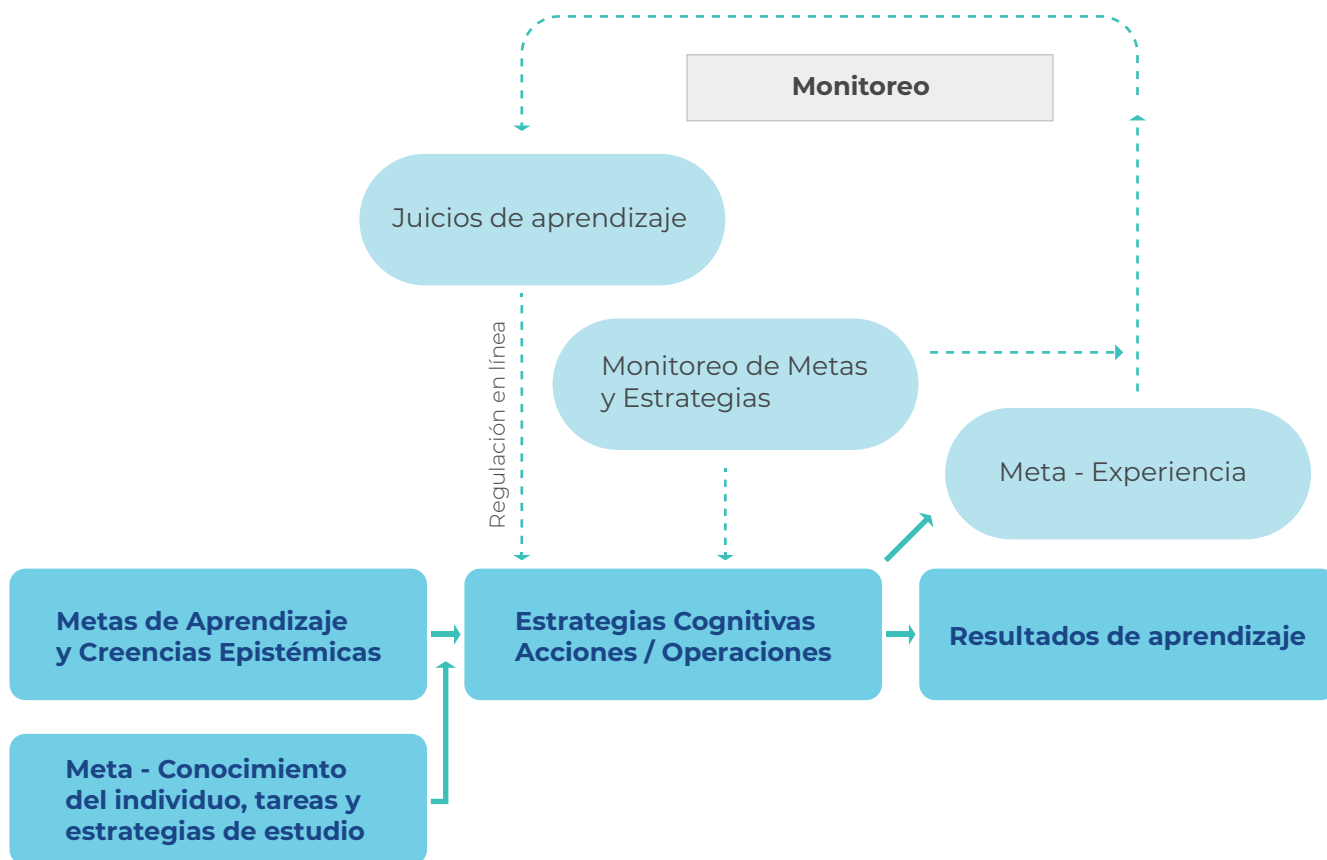 Monitoreo
Juicios de aprendizaje
Regulación en línea
Monitoreo de Metas
y Estrategias
Meta - Experiencia
Metas de Aprendizaje
y Creencias Epistémicas
Estrategias Cognitivas
Acciones / Operaciones
Resultados de aprendizaje
Meta - Conocimiento
del individuo, tareas y
estrategias de estudio